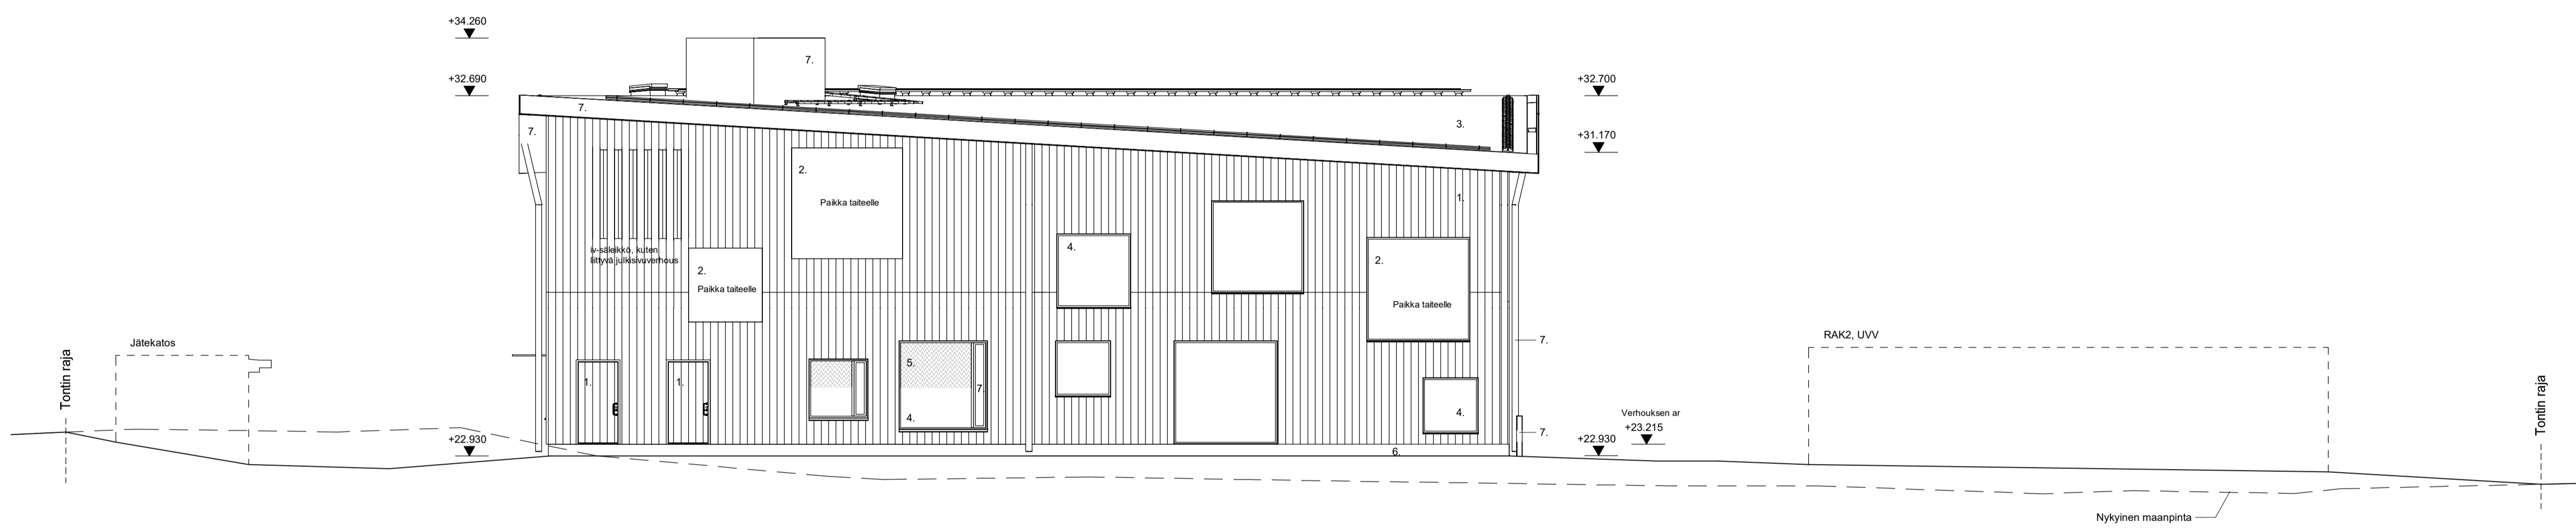 +34.260
7.
+32.690
+32.700
7.
3.
7.
+31.170
2.
1.
Paikka taiteelle
iv-säleikkö, kuten
liittyvä julkisivuverhous
4.
2.
2.
Paikka taiteelle
Paikka taiteelle
Jätekatos
RAK2, UVV
7.
Tontin raja
5.
1.
1.
7.
4.
4.
Verhouksen ar
+23.215
Tontin raja
7.
+22.930
+22.930
6.
Nykyinen maanpinta